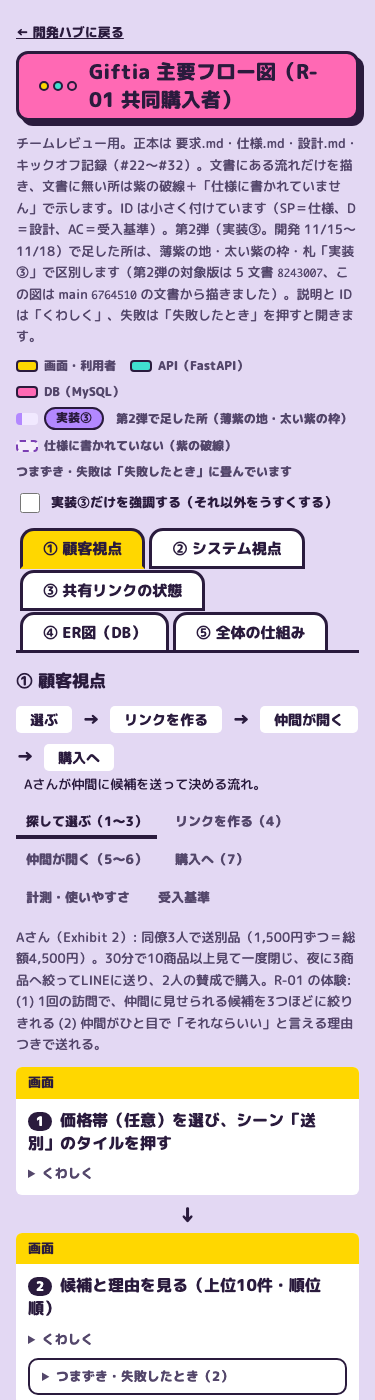 ← 開発ハブに戻る
Giftia 主要フロー図（R-
01 共同購入者）
チームレビュー用。正本は 要求.md・仕様.md・設計.md・
キックオフ記録（#22〜#32）。文書にある流れだけを描
き、文書に無い所は紫の破線＋「仕様に書かれていませ
ん」で示します。ID は小さく付けています（SP＝仕様、D
＝設計、AC＝受入基準）。第2弾（実装③。開発 11/15〜
11/18）で足した所は、薄紫の地・太い紫の枠・札「実装
③」で区別します（第2弾の対象版は 5 文書 8243007、こ
の図は main 6764510 の文書から描きました）。説明と ID
は「くわしく」、失敗は「失敗したとき」を押すと開きま
す。
画面・利用者 API（FastAPI）
DB（MySQL）
実装③ 第2弾で足した所（薄紫の地・太い紫の枠）
仕様に書かれていない（紫の破線）
つまずき・失敗は「失敗したとき」に畳んでいます
実装③だけを強調する（それ以外をうすくする）
① 顧客視点 ② システム視点
③ 共有リンクの状態
④ ER図（DB） ⑤ 全体の仕組み
① 顧客視点
選ぶ → リンクを作る → 仲間が開く
→ 購入へ
Aさんが仲間に候補を送って決める流れ。
探して選ぶ（1〜3） リンクを作る（4）
仲間が開く（5〜6） 購入へ（7）
計測・使いやすさ 受入基準
Aさん（Exhibit 2）: 同僚3人で送別品（1,500円ずつ＝総
額4,500円）。30分で10商品以上見て一度閉じ、夜に3商
品へ絞ってLINEに送り、2人の賛成で購入。R-01 の体験:
(1) 1回の訪問で、仲間に見せられる候補を3つほどに絞り
きれる (2) 仲間がひと目で「それならいい」と言える理由
つきで送れる。
画面
1 価格帯（任意）を選び、シーン「送
別」のタイルを押す
▶ くわしく
↓
画面
2 候補と理由を見る（上位10件・順位
順）
▶ くわしく
▶ つまずき・失敗したとき（2）